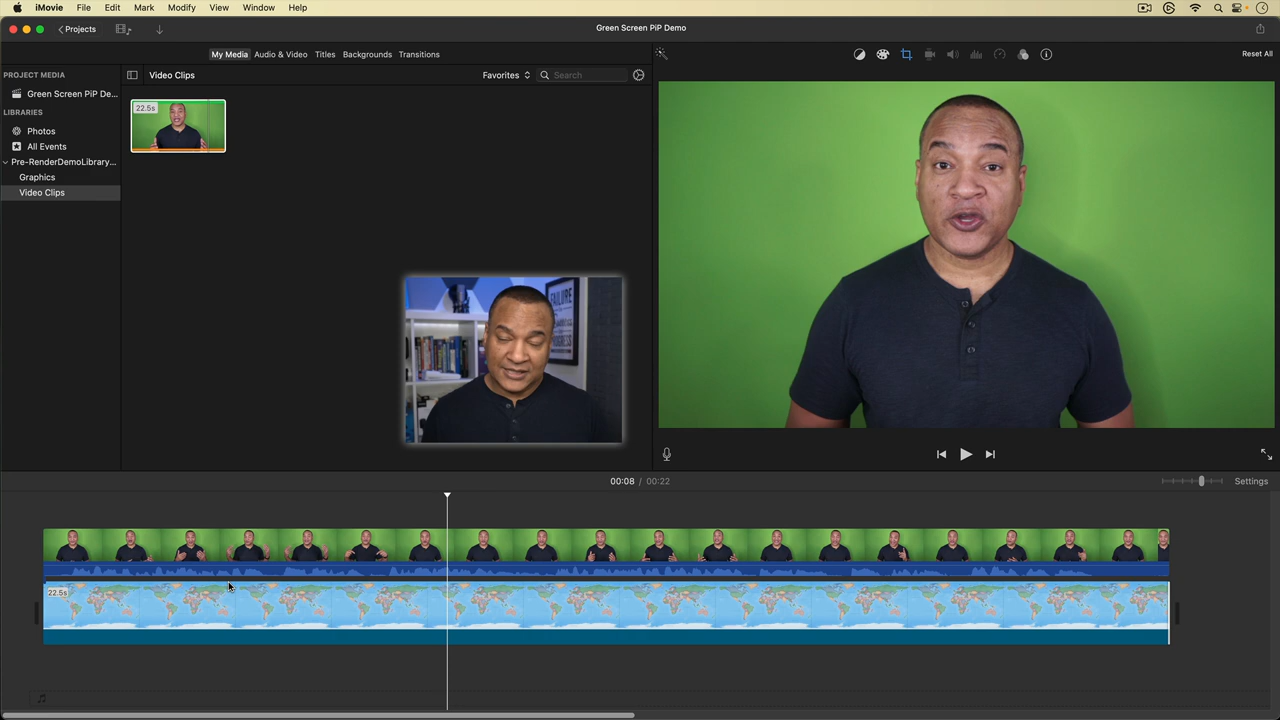 iMovie File Edit Mark Modify View Window Help
Projects
Green Screen PiP Demo
My Media Audio & Video Titles Backgrounds Transitions
Reset All
PROJECT MEDIA
Video Clips
Favorites
Search
Green Screen PiP De...
LIBRARIES
22.5s
Photos
All Events
Pre-RenderDemoLibrary...
Graphics
Video Clips
FAILURE
00:08 / 00:22
Settings
22.5s